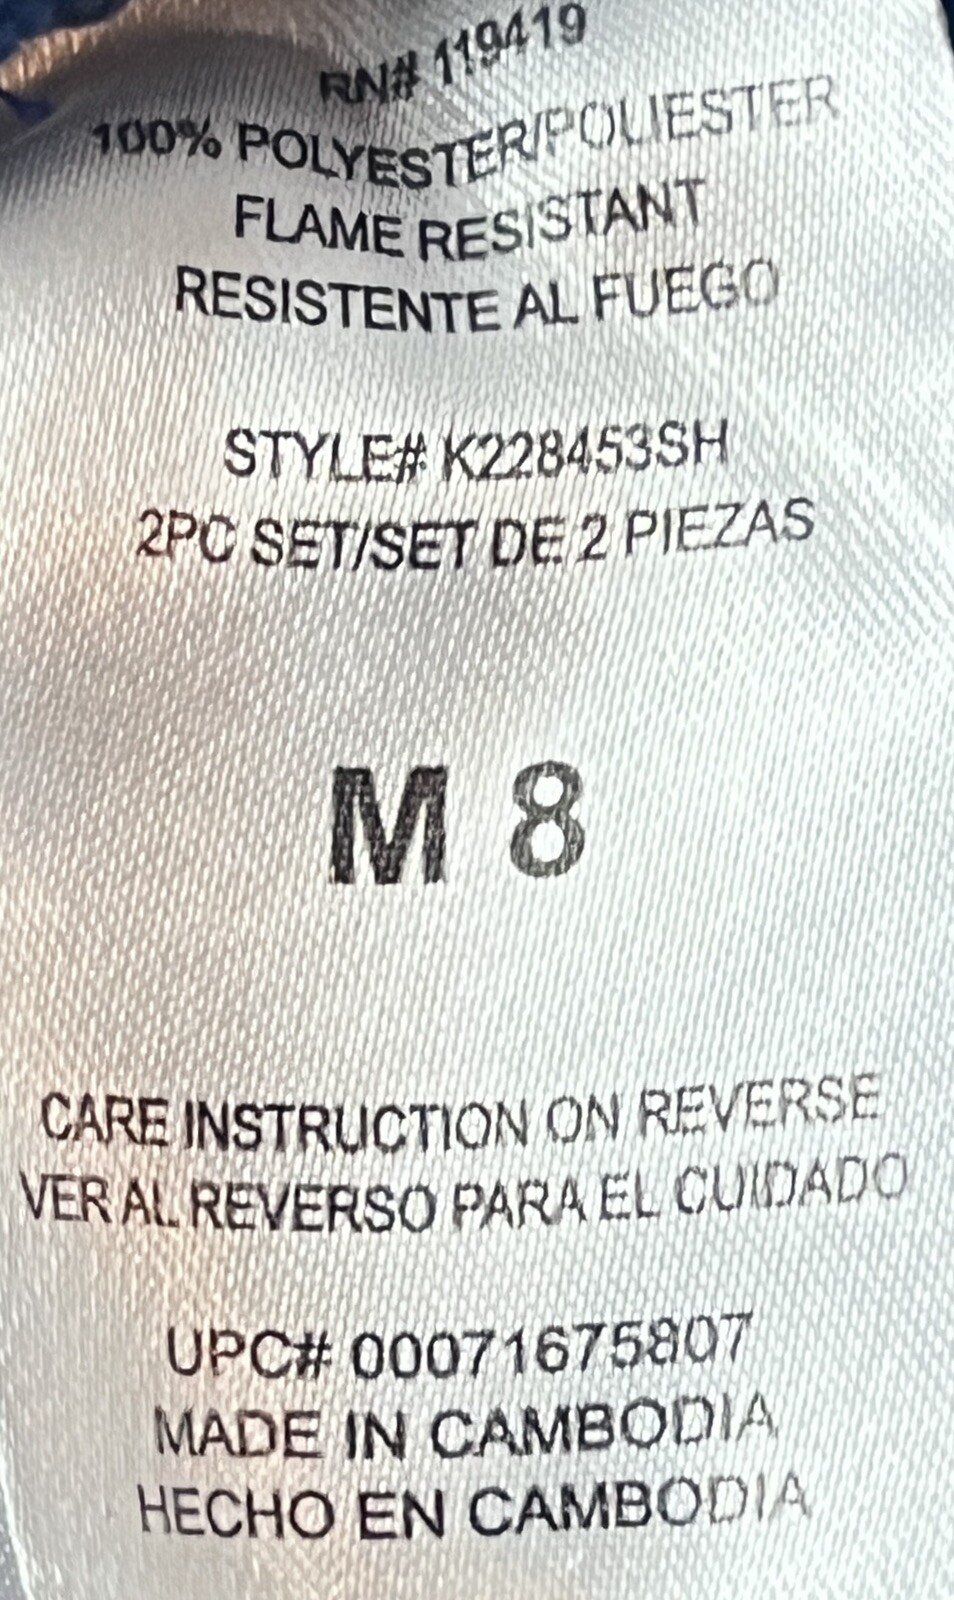 RN# 119419
100% POLYESTER/POLIESTER
FLAME RESISTANT
RESISTENTE AL FUEGO
STYLE# K228453SH
2PC SET/SET DE 2 PIEZAS
M 8
CARE INSTRUCTION ON REVERSE
VER AL REVERSO PARA EL CUIDADO
UPC# 00071675807
MADE IN CAMBODIA
HECHO EN CAMBODIA